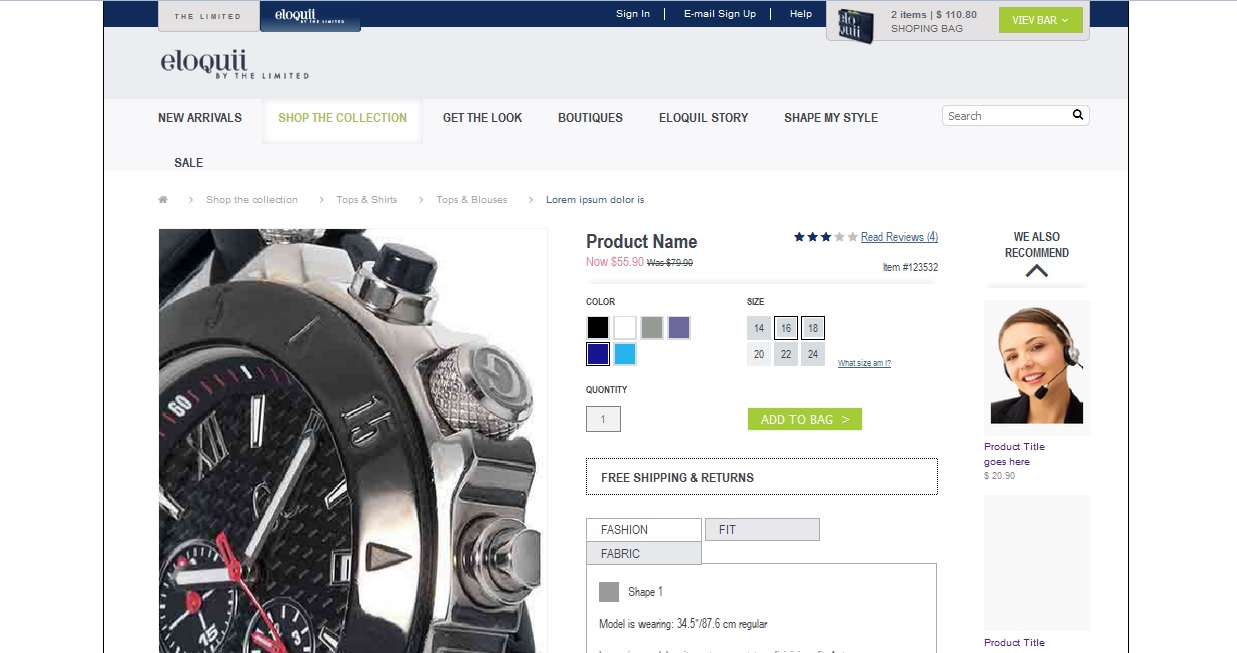 THE LIMITED
eloquii
BY THE LIMITED
Sign In
E-mail Sign Up
Help
eloquii
2 items | $ 110.80
SHOPING BAG
VIEV BAR
eloquii
BY THE LIMITED
NEW ARRIVALS
SHOP THE COLLECTION
GET THE LOOK
BOUTIQUES
ELOQUIL STORY
SHAPE MY STYLE
Search
SALE
Shop the collection
Tops & Shirts
Tops & Blouses
Lorem ipsum dolor is
Product Name
Read Reviews (4)
Now $55.90 Was $79.90
Item #123532
COLOR
SIZE
14 16 18
20 22 24
What size am I?
QUONTITY
1
ADD TO BAG >
FREE SHIPPING & RETURNS
FASHION
FIT
FABRIC
Shape 1
Model is wearing: 34.5"/87.6 cm regular
WE ALSO
RECOMMEND
Product Title
goes here
$ 20.90
Product Title
60
15
15